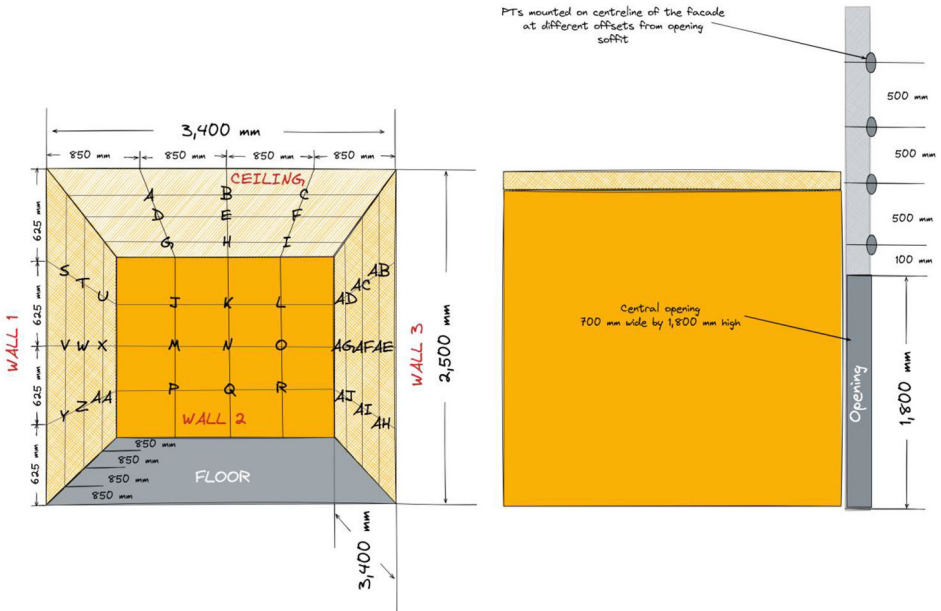 PTs mounted on centreline of the facade
at different offsets from opening
soffit
500 mm
500 mm
500 mm
100 mm
Central opening
700 mm wide by 1,800 mm high
Opening
1,800 mm
3,400 mm
850 mm 850 mm 850 mm 850 mm
CEILING
A B C
D E F
G H I
625 mm
625 mm
625 mm
625 mm
WALL 1
S
T
U
V W X
Y Z AA
J K L
M N O
P Q R
WALL 2
AB
AC
AD
AG AF AE
AJ
AI
AH
WALL 3
2,500 mm
850 mm
850 mm
850 mm
850 mm
FLOOR
3,400 mm